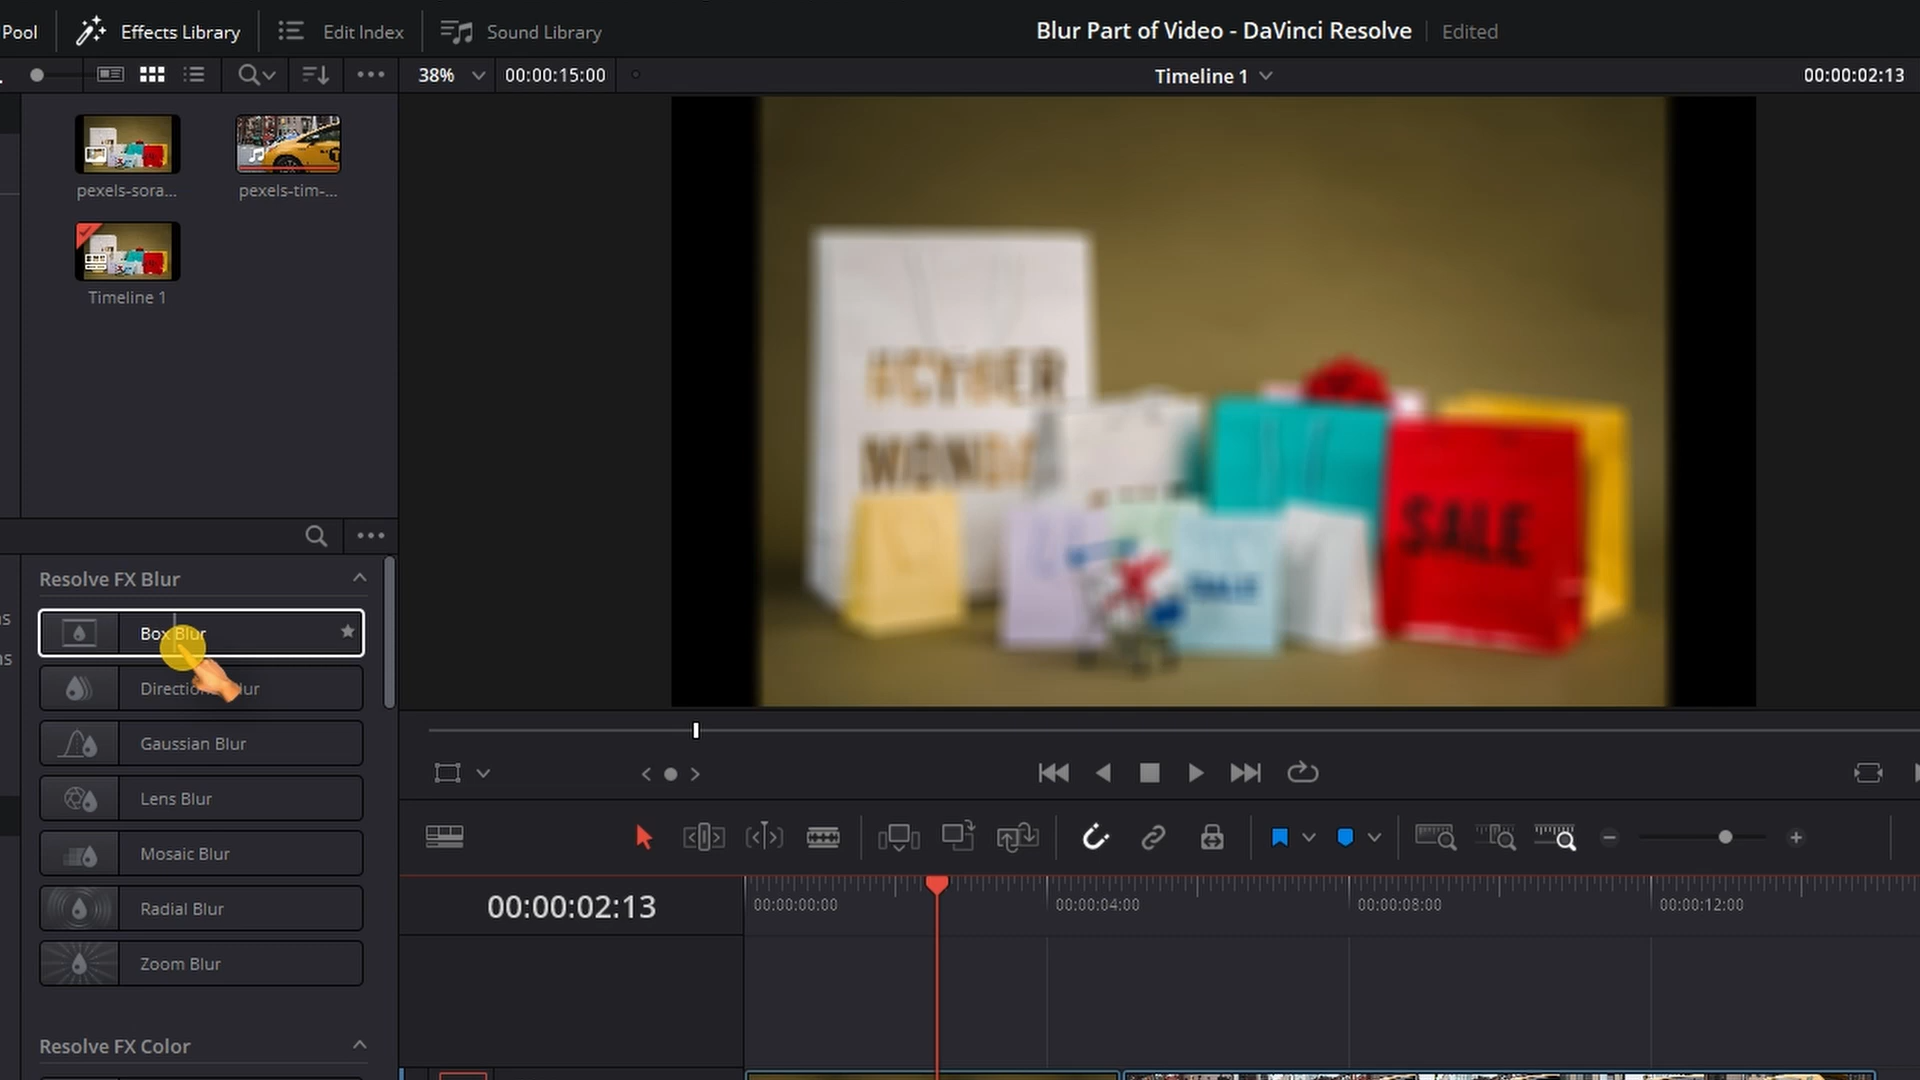 Pool
Effects Library
Edit Index
Sound Library
Blur Part of Video - DaVinci Resolve
Edited
38%
00:00:15:00
Timeline 1
00:00:02:13
pexels-sora...
pexels-tim-...
Timeline 1
#CYBER
MONDA
SALE
SALE
Resolve FX Blur
Box Blur
Gaussian Blur
Lens Blur
Mosaic Blur
Radial Blur
Zoom Blur
Resolve FX Color
00:00:02:13
00:00:00:00
00:00:04:00
00:00:08:00
00:00:12:00